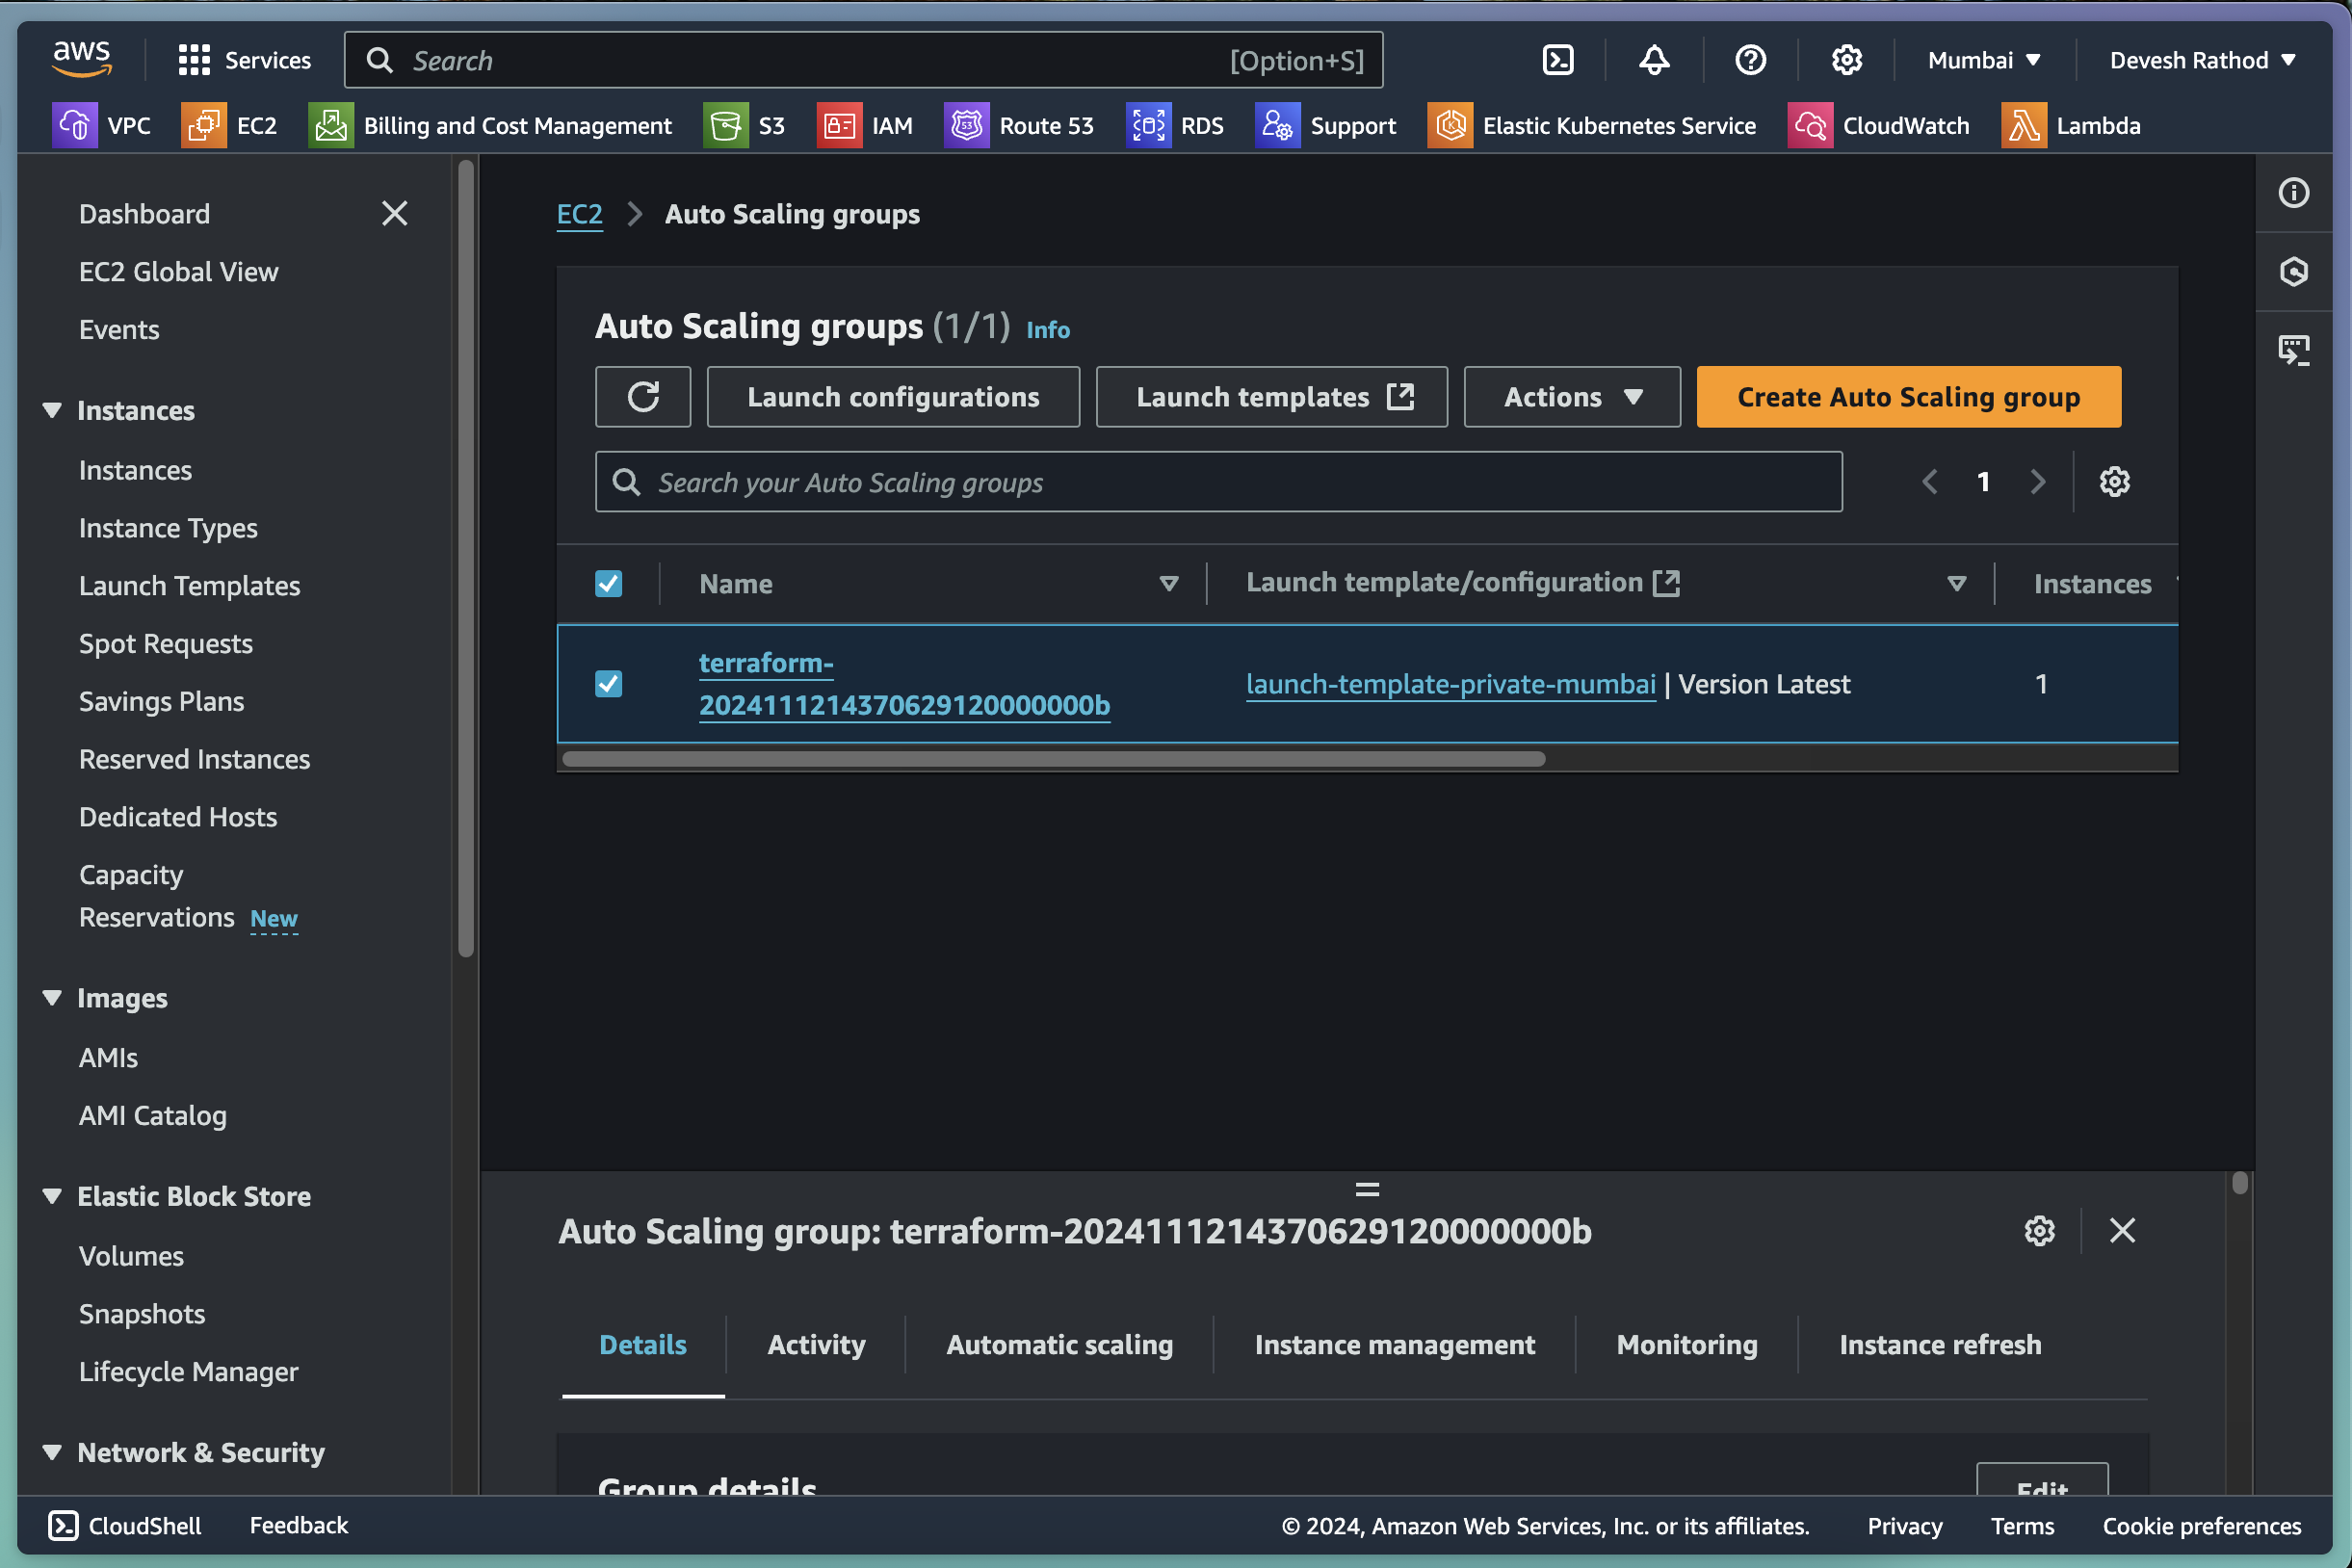 aws
Services
Search
[Option+S]
Mumbai
Devesh Rathod
VPC
EC2
Billing and Cost Management
S3
IAM
Route 53
RDS
Support
Elastic Kubernetes Service
CloudWatch
Lambda
Dashboard
EC2 Global View
Events
Instances
Instances
Instance Types
Launch Templates
Spot Requests
Savings Plans
Reserved Instances
Dedicated Hosts
Capacity
Reservations New
Images
AMIs
AMI Catalog
Elastic Block Store
Volumes
Snapshots
Lifecycle Manager
Network & Security
EC2 > Auto Scaling groups
Auto Scaling groups (1/1) Info
Launch configurations
Launch templates
Actions
Create Auto Scaling group
Search your Auto Scaling groups
1
Name
Launch template/configuration
Instances
terraform-
20241112143706291200000000b
launch-template-private-mumbai | Version Latest
1
Auto Scaling group: terraform-20241112143706291200000000b
Details
Activity
Automatic scaling
Instance management
Monitoring
Instance refresh
Group details
Edit
CloudShell
Feedback
© 2024, Amazon Web Services, Inc. or its affiliates.
Privacy
Terms
Cookie preferences